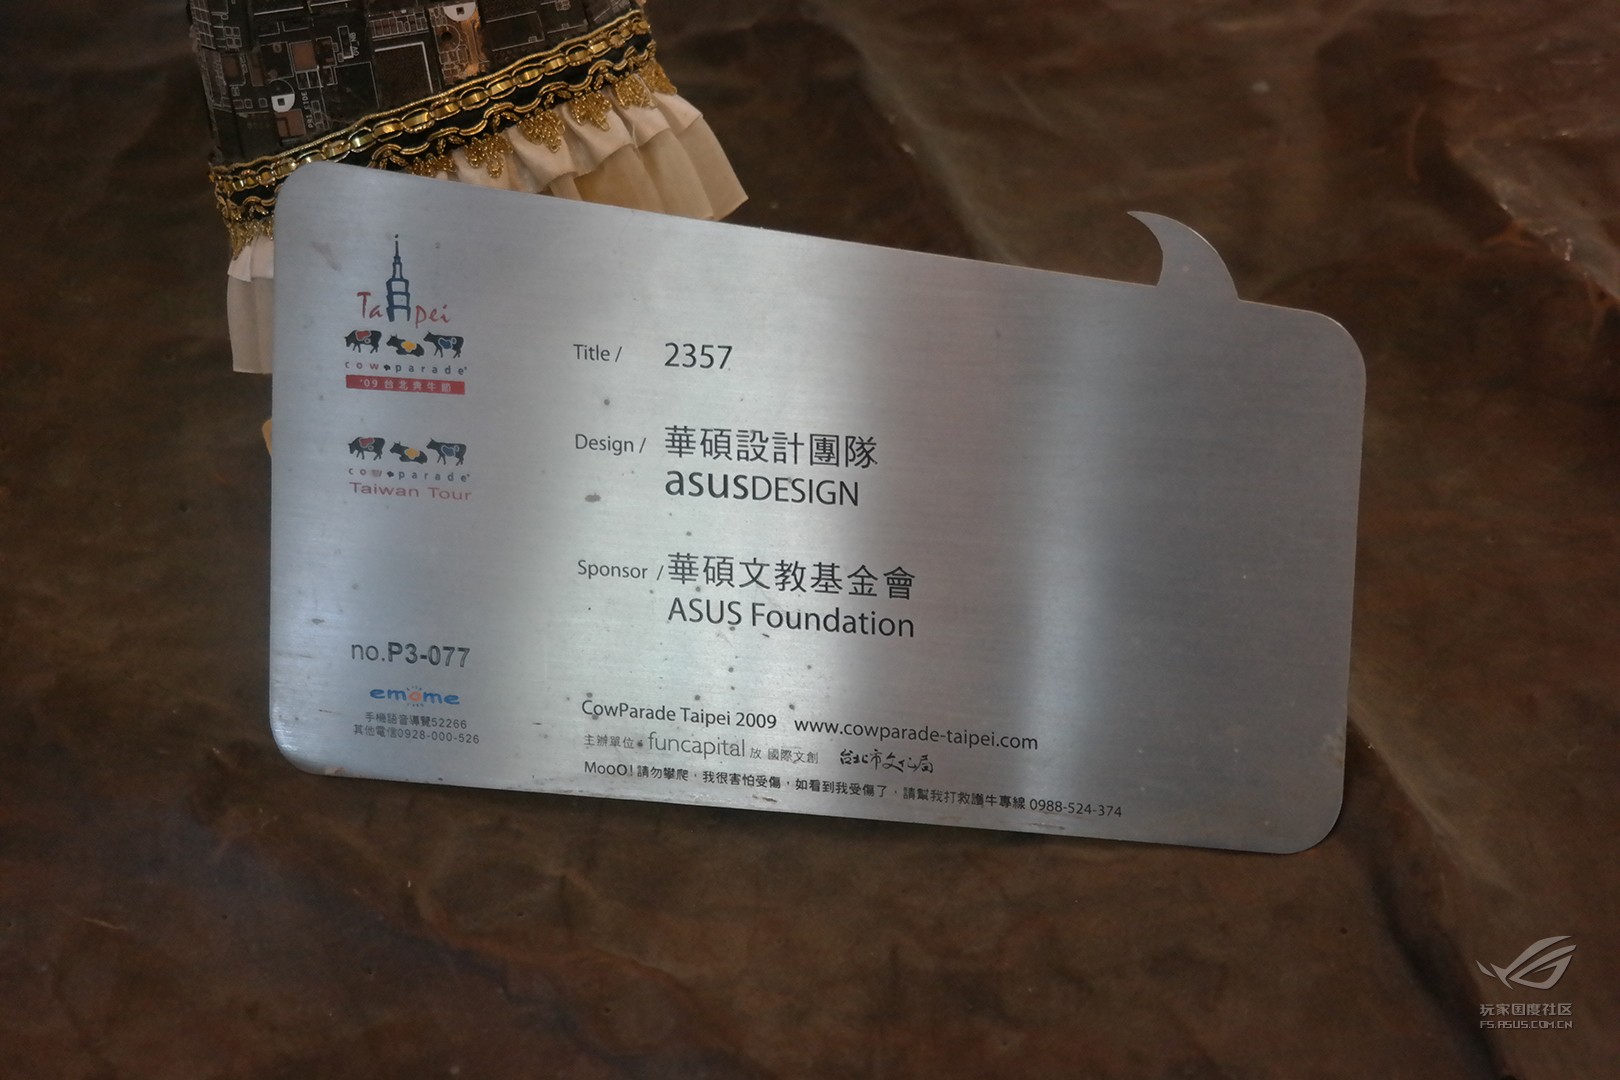 Taipei
cowparade
'09台北奔牛節
cowparade
Taiwan Tour
no.P3-077
emome
手機語音導覽52266
其他電信0928-000-526
Title / 2357
Design / 華碩設計團隊
asusDESIGN
Sponsor / 華碩文教基金會
ASUS Foundation
CowParade Taipei 2009 www.cowparade-taipei.com
主辦單位 funcapital 放 國際文創 台北市文化局
MooO! 請勿攀爬，我很害怕受傷，如看到我受傷了，請幫我打救護牛專線 0988-524-374
玩家国度社区
FS.ASUS.COM.CN